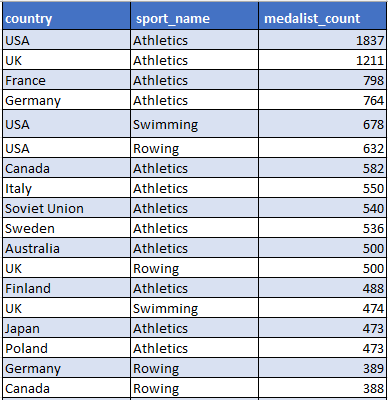 country sport_name medalist_count
USA Athletics 1837
UK Athletics 1211
France Athletics 798
Germany Athletics 764
USA Swimming 678
USA Rowing 632
Canada Athletics 582
Italy Athletics 550
Soviet Union Athletics 540
Sweden Athletics 536
Australia Athletics 500
UK Rowing 500
Finland Athletics 488
UK Swimming 474
Japan Athletics 473
Poland Athletics 473
Germany Rowing 389
Canada Rowing 388